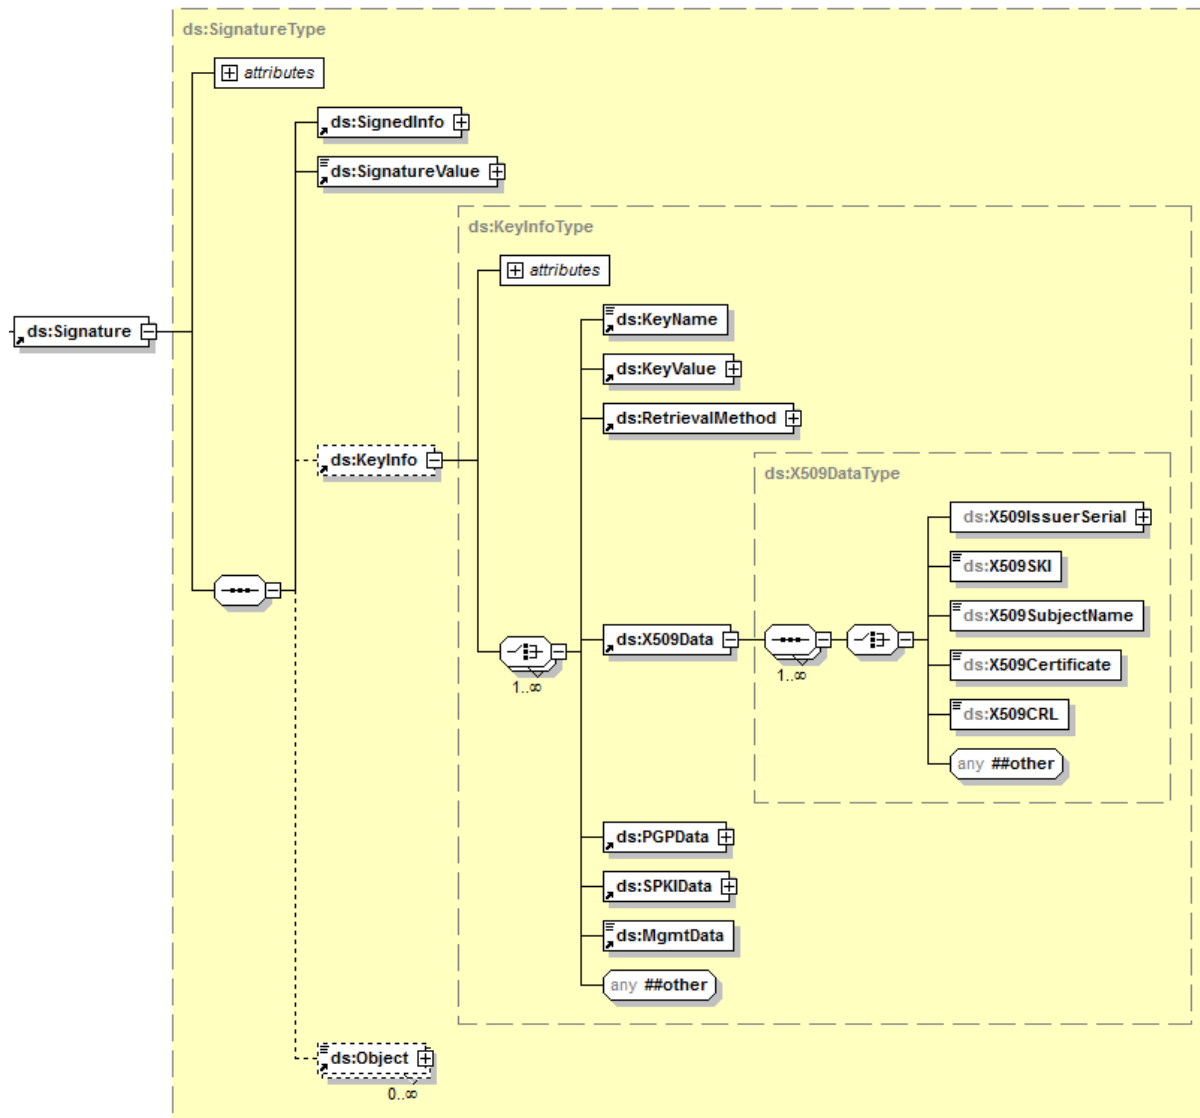 ds:SignatureType
attributes
ds:SignedInfo
ds:SignatureValue
ds:KeyInfoType
attributes
ds:KeyName
ds:Signature
ds:KeyValue
ds:RetrievalMethod
ds:KeyInfo
ds:X509DataType
ds:X509IssuerSerial
ds:X509SKI
ds:X509SubjectName
ds:X509Data
ds:X509Certificate
1..∞
1..∞
ds:X509CRL
any ##other
ds:PGPData
ds:SPKIData
ds:MgmtData
any ##other
ds:Object
0..∞